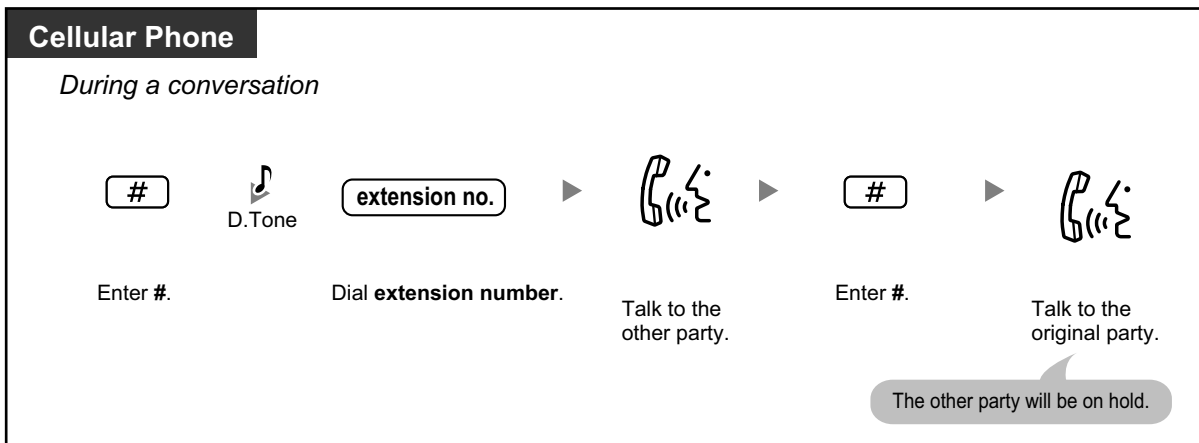 Cellular Phone
During a conversation
#
D.Tone
extension no.
#
Enter #.
Dial extension number.
Talk to the
other party.
Enter #.
Talk to the
original party.
The other party will be on hold.